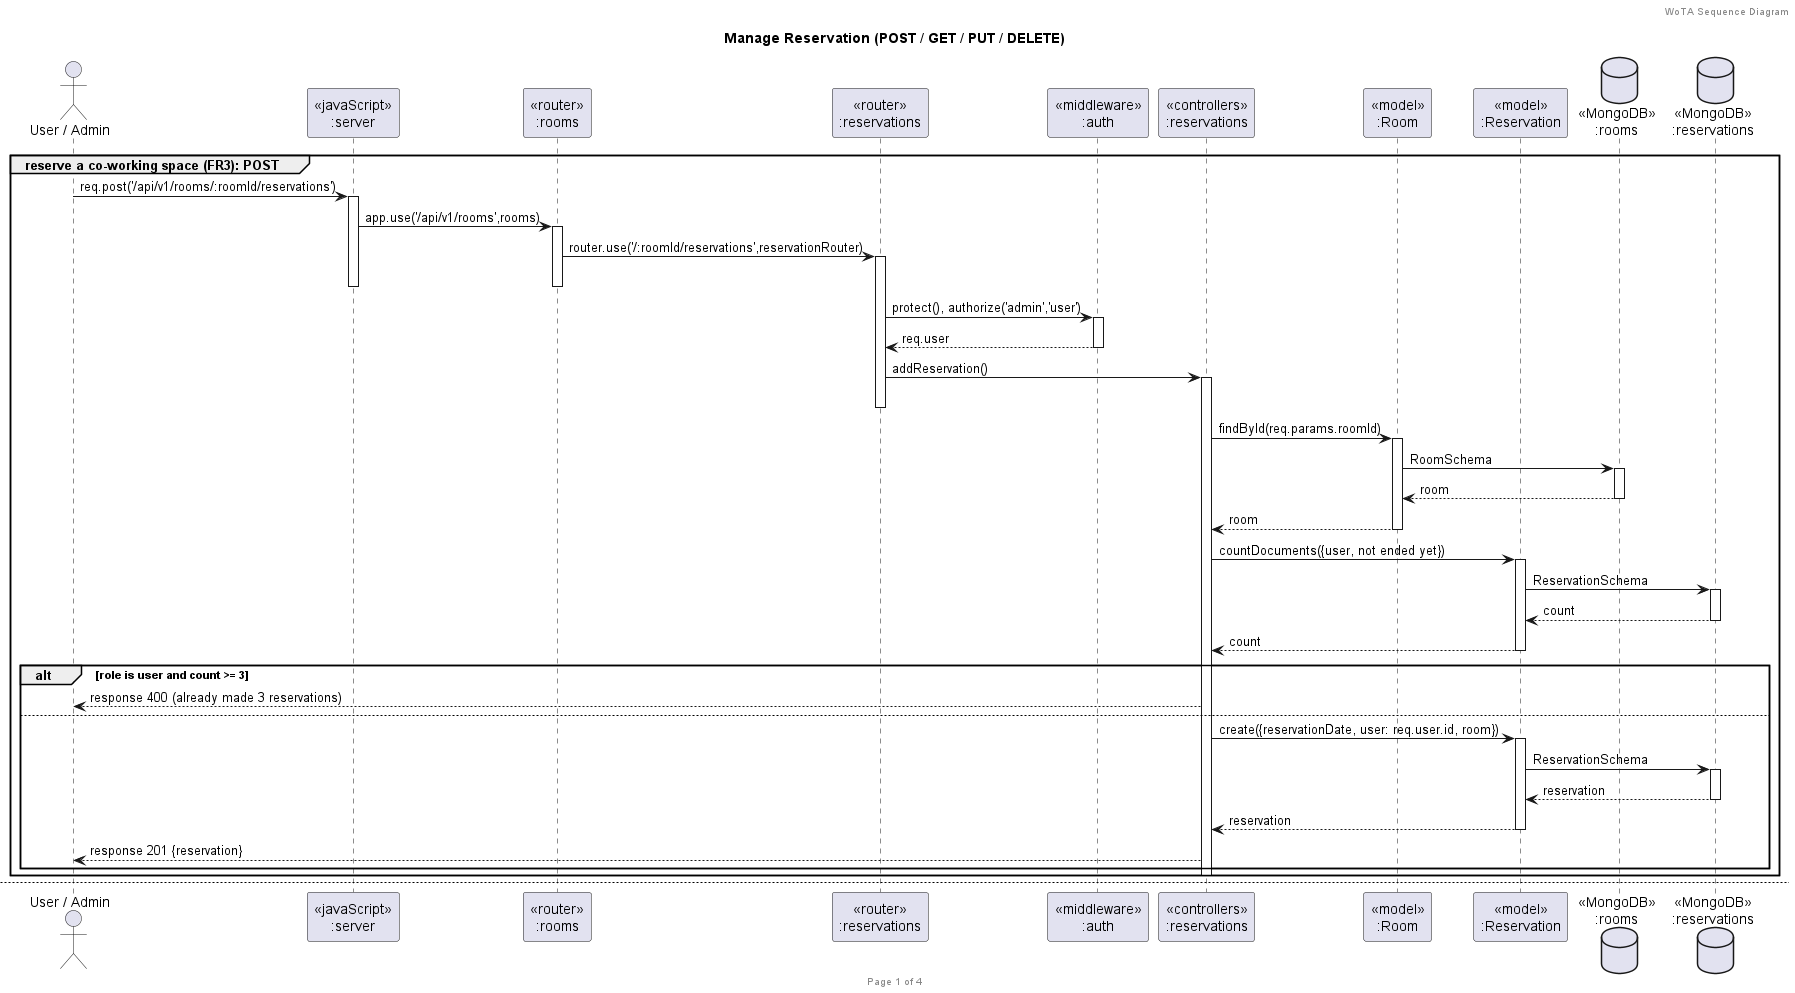 WoTA Sequence Diagram
Manage Reservation (POST / GET / PUT / DELETE)
User / Admin
«javaScript»
:server
«router»
:rooms
«router»
:reservations
«middleware»
:auth
«controllers»
:reservations
«model»
:Room
«model»
:Reservation
«MongoDB»
:rooms
«MongoDB»
:reservations
reserve a co-working space (FR3): POST
req.post('/api/v1/rooms/:roomId/reservations')
app.use('/api/v1/rooms',rooms)
router.use('/:roomId/reservations',reservationRouter)
protect(), authorize('admin','user')
req.user
addReservation()
findById(req.params.roomId)
RoomSchema
room
room
countDocuments({user, not ended yet})
ReservationSchema
count
count
alt [role is user and count >= 3]
response 400 (already made 3 reservations)
create({reservationDate, user: req.user.id, room})
ReservationSchema
reservation
reservation
response 201 {reservation}
User / Admin
«javaScript»
:server
«router»
:rooms
«router»
:reservations
«middleware»
:auth
«controllers»
:reservations
«model»
:Room
«model»
:Reservation
«MongoDB»
:rooms
«MongoDB»
:reservations
Page 1 of 4